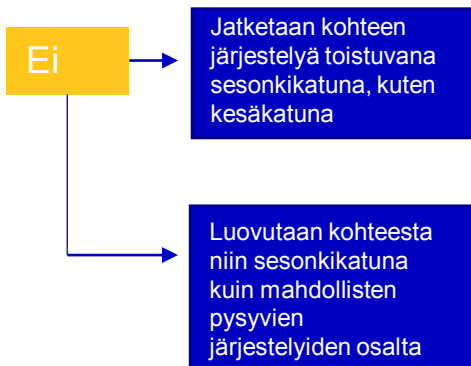 Ei
Jatketaan kohteen
järjestelyä toistuvana
sesonkikatuna, kuten
kesäkatuna
Luovutaan kohteesta
niin sesonkikatuna
kuin mahdollisten
pysyvien
järjestelyiden osalta